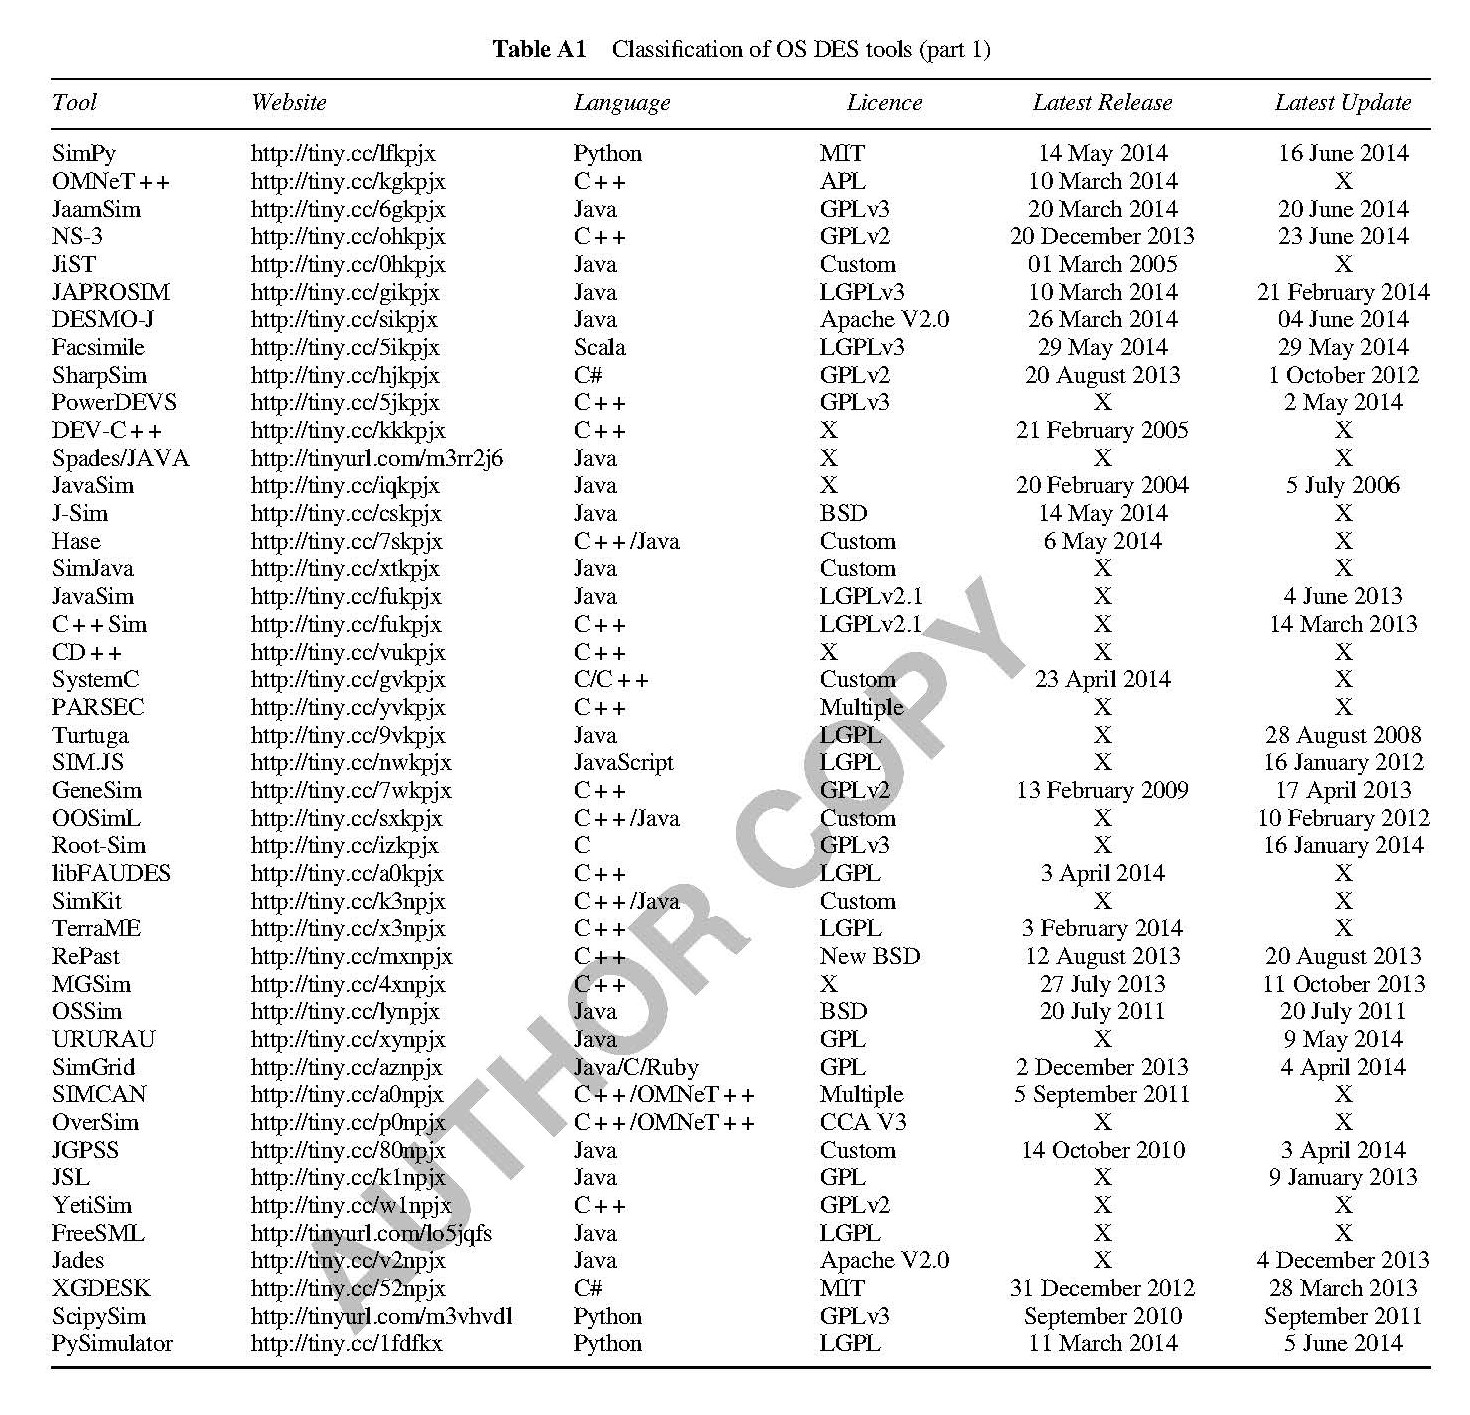 Table A1 Classification of OS DES tools (part 1)
Tool Website Language Licence Latest Release Latest Update
SimPy http://tiny.cc/lfkpjx Python MIT 14 May 2014 16 June 2014
OMNeT++ http://tiny.cc/kgkpjx C++ APL 10 March 2014 X
JaamSim http://tiny.cc/6gkpjx Java GPLv3 20 March 2014 20 June 2014
NS-3 http://tiny.cc/ohkpjx C++ GPLv2 20 December 2013 23 June 2014
JiST http://tiny.cc/0hkpjx Java Custom 01 March 2005 X
JAPROSIM http://tiny.cc/gikpjx Java LGPLv3 10 March 2014 21 February 2014
DESMO-J http://tiny.cc/sikpjx Java Apache V2.0 26 March 2014 04 June 2014
Facsimile http://tiny.cc/5ikpjx Scala LGPLv3 29 May 2014 29 May 2014
SharpSim http://tiny.cc/hjkpjx C# GPLv2 20 August 2013 1 October 2012
PowerDEVS http://tiny.cc/5jkpjx C++ GPLv3 X 2 May 2014
DEV-C++ http://tiny.cc/kkkpjx C++ X 21 February 2005 X
Spades/JAVA http://tinyurl.com/m3rr2j6 Java X X X
JavaSim http://tiny.cc/iqkpjx Java X 20 February 2004 5 July 2006
J-Sim http://tiny.cc/cskpjx Java BSD 14 May 2014 X
Hase http://tiny.cc/7skpjx C++/Java Custom 6 May 2014 X
SimJava http://tiny.cc/xtkpjx Java Custom X X
JavaSim http://tiny.cc/fukpjx Java LGPLv2.1 X 4 June 2013
C++Sim http://tiny.cc/fukpjx C++ LGPLv2.1 X 14 March 2013
CD++ http://tiny.cc/vukpjx C++ X X X
SystemC http://tiny.cc/gvkpjx C/C++ Custom 23 April 2014 X
PARSEC http://tiny.cc/yvkpjx C++ Multiple X X
Turtuga http://tiny.cc/9vkpjx Java LGPL X 28 August 2008
SIM.JS http://tiny.cc/nwkpjx JavaScript LGPL X 16 January 2012
GeneSim http://tiny.cc/7wkpjx C++ GPLv2 13 February 2009 17 April 2013
OOSimL http://tiny.cc/sxkpjx C++/Java Custom X 10 February 2012
Root-Sim http://tiny.cc/izkpjx C GPLv3 X 16 January 2014
libFAUDES http://tiny.cc/a0kpjx C++ LGPL 3 April 2014 X
SimKit http://tiny.cc/k3npjx C++/Java Custom X X
TerraME http://tiny.cc/x3npjx C++ LGPL 3 February 2014 X
RePast http://tiny.cc/mxnpjx C++ New BSD 12 August 2013 20 August 2013
MGSim http://tiny.cc/4xnpjx C++ X 27 July 2013 11 October 2013
OSSim http://tiny.cc/lynpjx Java BSD 20 July 2011 20 July 2011
URURAU http://tiny.cc/xynpjx Java GPL X 9 May 2014
SimGrid http://tiny.cc/aznpjx Java/C/Ruby GPL 2 December 2013 4 April 2014
SIMCAN http://tiny.cc/a0npjx C++/OMNeT++ Multiple 5 September 2011 X
OverSim http://tiny.cc/p0npjx C++/OMNeT++ CCA V3 X X
JGPSS http://tiny.cc/80npjx Java Custom 14 October 2010 3 April 2014
JSL http://tiny.cc/k1npjx Java GPL X 9 January 2013
YetiSim http://tiny.cc/w1npjx C++ GPLv2 X X
FreeSML http://tinyurl.com/lo5jqfs Java LGPL X X
Jades http://tiny.cc/v2npjx Java Apache V2.0 X 4 December 2013
XGDESK http://tiny.cc/52npjx C# MIT 31 December 2012 28 March 2013
ScipySim http://tinyurl.com/m3vhvdl Python GPLv3 September 2010 September 2011
PySimulator http://tiny.cc/1fdfkx Python LGPL 11 March 2014 5 June 2014
AUTHOR COPY